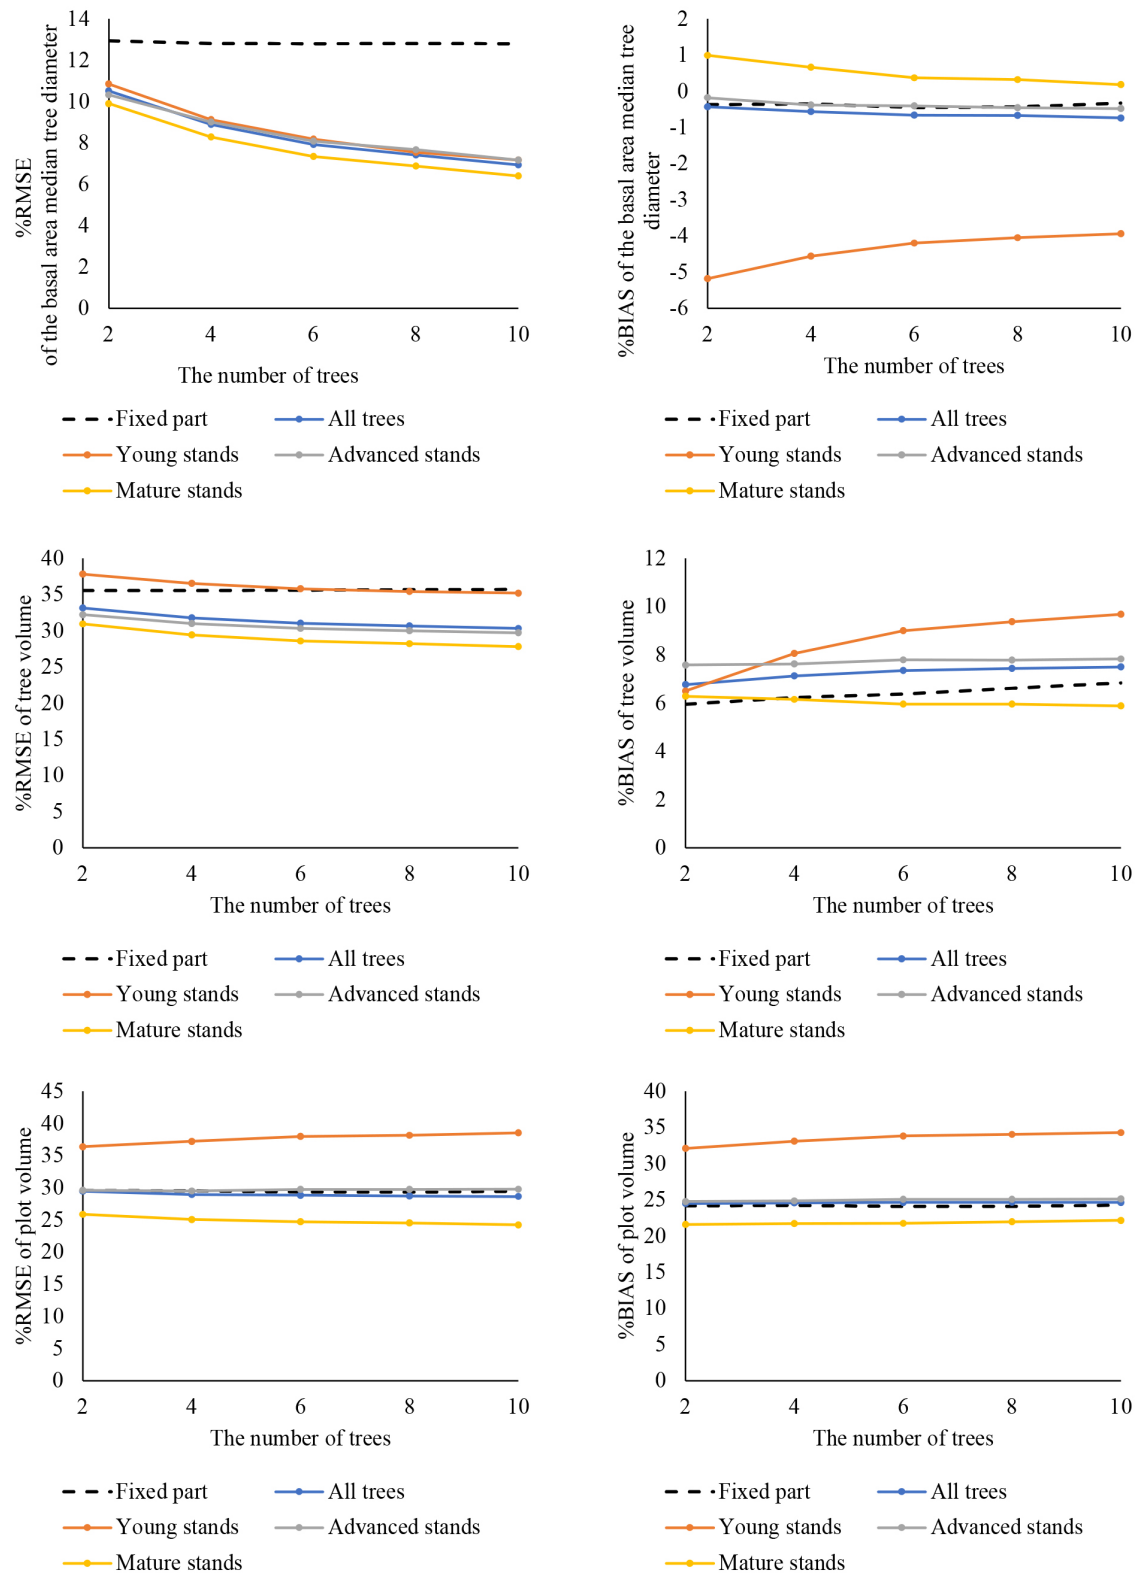 14
12
10
8
6
4
2
0
%RMSE
of the basal area median tree diameter
2 4 6 8 10
The number of trees
Fixed part
All trees
Young stands
Advanced stands
Mature stands
2
1
0
-1
-2
-3
-4
-5
-6
%BIAS of the basal area median tree
diameter
2 4 6 8 10
The number of trees
Fixed part
All trees
Young stands
Advanced stands
Mature stands
40
35
30
25
20
15
10
5
0
%RMSE of tree volume
2 4 6 8 10
The number of trees
Fixed part
All trees
Young stands
Advanced stands
Mature stands
12
10
8
6
4
2
0
%BIAS of tree volume
2 4 6 8 10
The number of trees
Fixed part
All trees
Young stands
Advanced stands
Mature stands
45
40
35
30
25
20
15
10
5
0
%RMSE of plot volume
2 4 6 8 10
The number of trees
Fixed part
All trees
Young stands
Advanced stands
Mature stands
40
35
30
25
20
15
10
5
0
%BIAS of plot volume
2 4 6 8 10
The number of trees
Fixed part
All trees
Young stands
Advanced stands
Mature stands